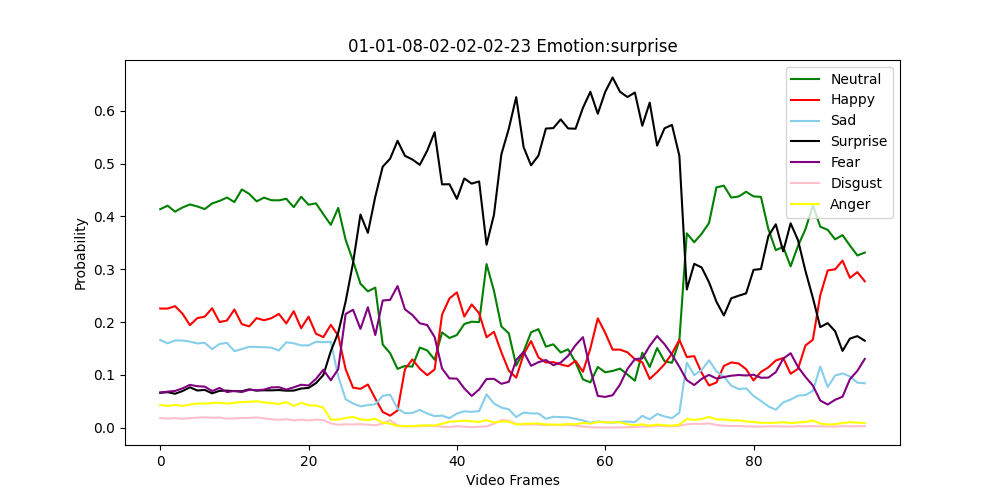 01-01-08-02-02-02-23 Emotion:surprise
Neutral
Happy
Sad
Surprise
Fear
Disgust
Anger
Probability
0.6
0.5
0.4
0.3
0.2
0.1
0.0
0 20 40 60 80
Video Frames